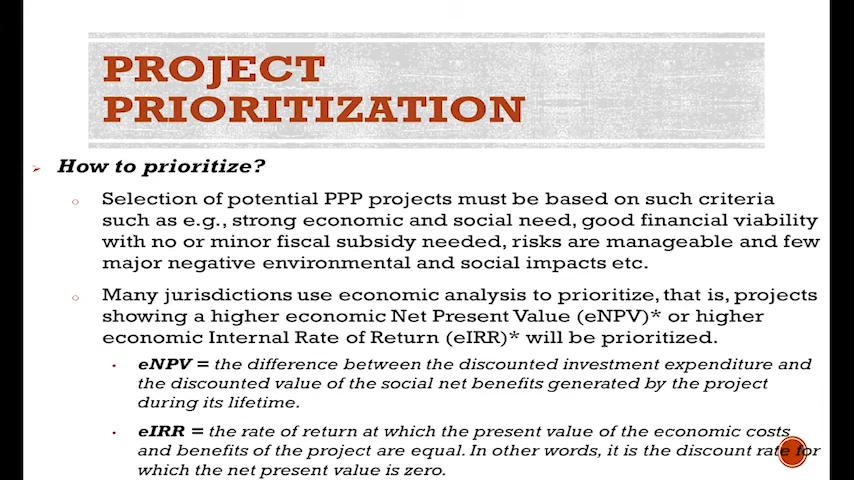 PROJECT
PRIORITIZATION
How to prioritize?
Selection of potential PPP projects must be based on such criteria
such as e.g., strong economic and social need, good financial viability
with no or minor fiscal subsidy needed, risks are manageable and few
major negative environmental and social impacts etc.
Many jurisdictions use economic analysis to prioritize, that is, projects
showing a higher economic Net Present Value (eNPV)* or higher
economic Internal Rate of Return (eIRR)* will be prioritized.
eNPV = the difference between the discounted investment expenditure and
the discounted value of the social net benefits generated by the project
during its lifetime.
eIRR = the rate of return at which the present value of the economic costs
and benefits of the project are equal. In other words, it is the discount rate for
which the net present value is zero.